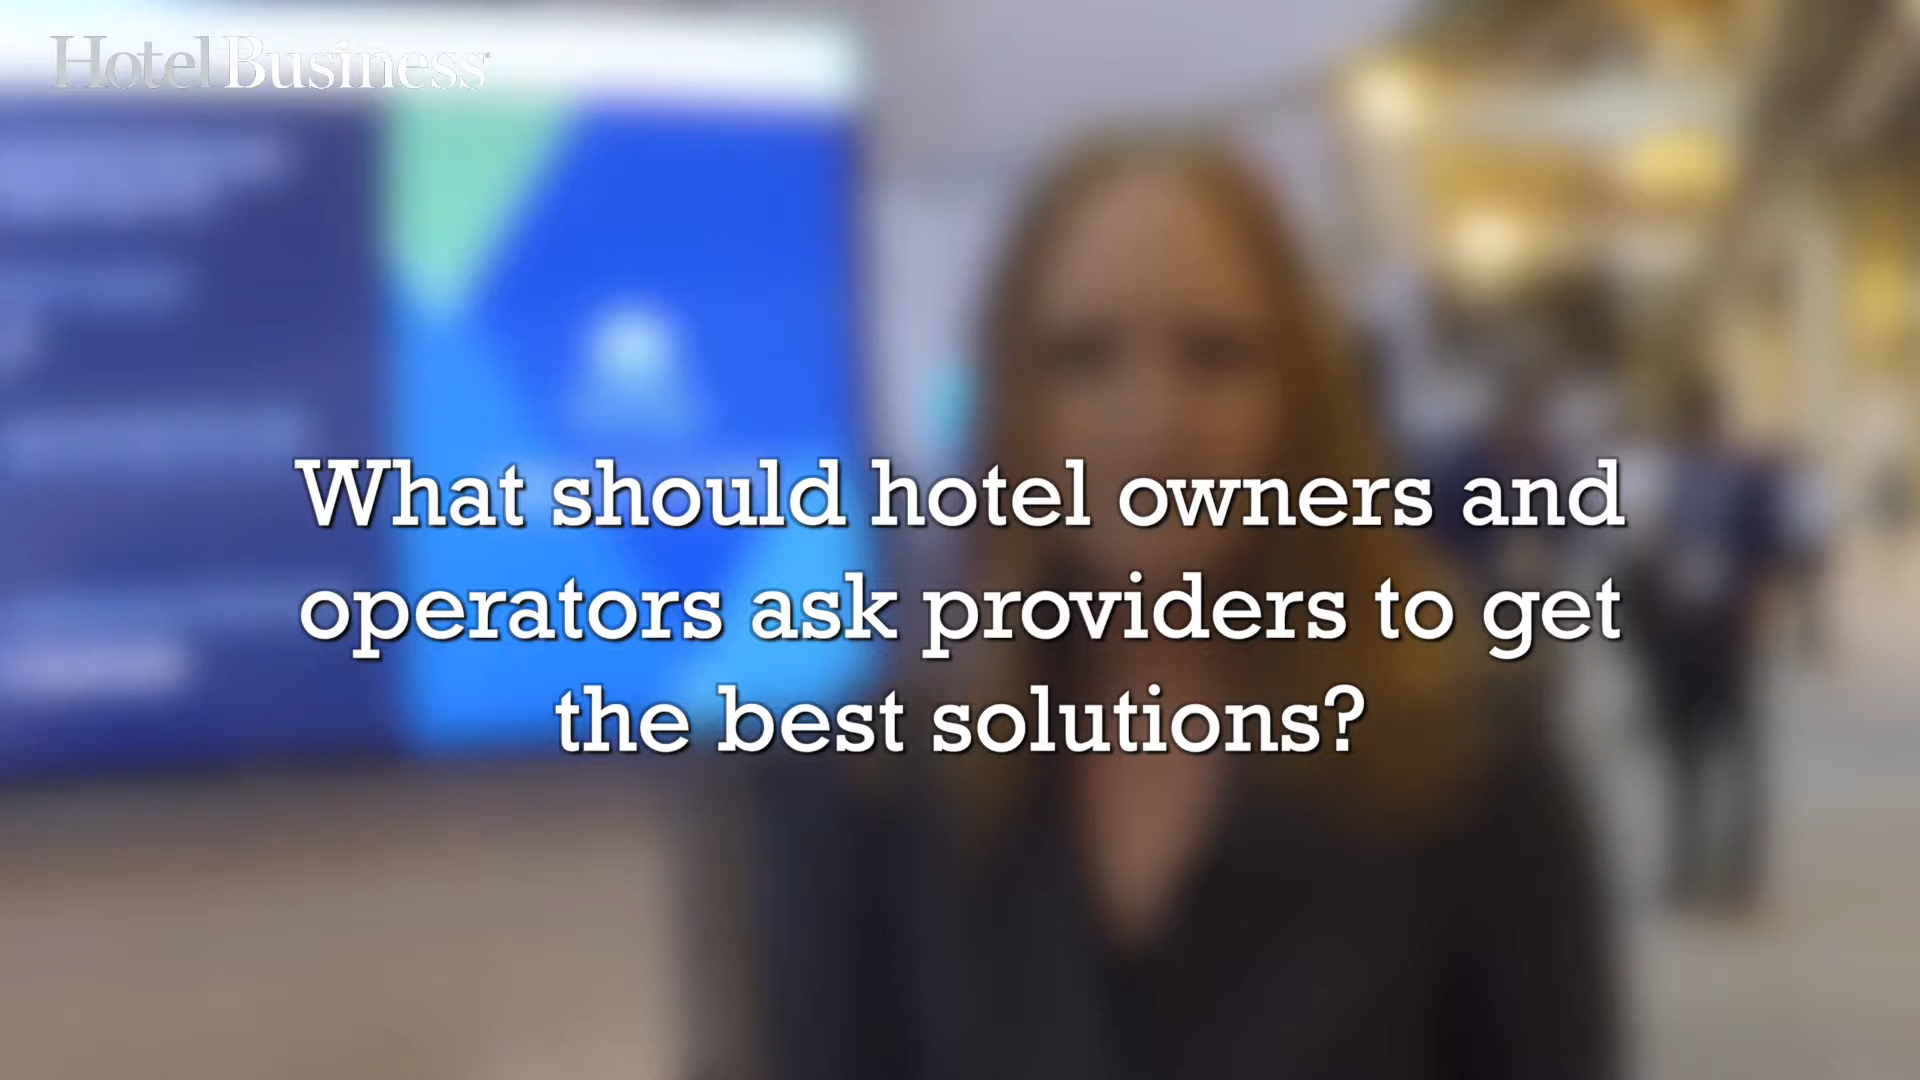 Hotel Business
What should hotel owners and
operators ask providers to get
the best solutions?